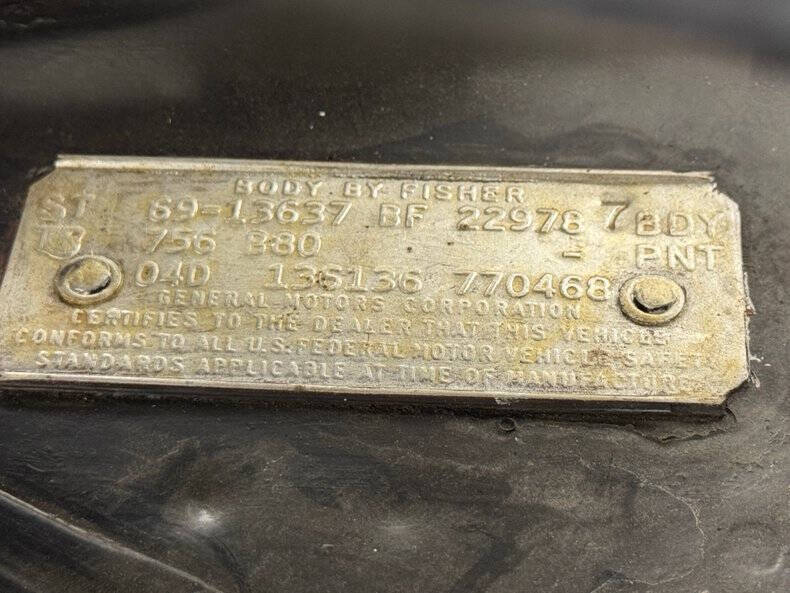 BODY BY FISHER
ST 69-13637 BF 22978 7 BDY
TR 756 B80 - PNT
04D 136136 770468
GENERAL MOTORS CORPORATION
CERTIFIES TO THE DEALER THAT THIS VEHICLE
CONFORMS TO ALL U.S. FEDERAL MOTOR VEHICLE SAFETY
STANDARDS APPLICABLE AT TIME OF MANUFACTURE